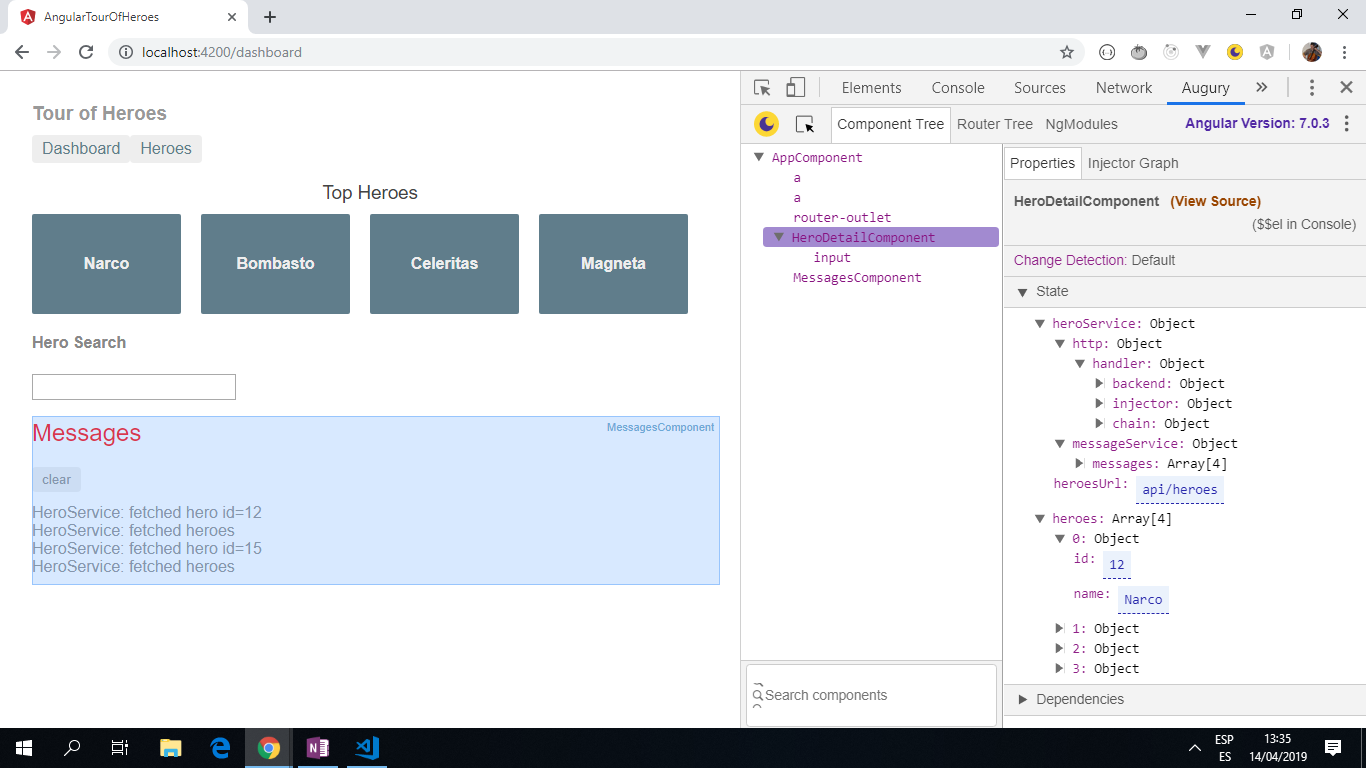 AngularTourOfHeroes
localhost:4200/dashboard
Tour of Heroes
Dashboard Heroes
Top Heroes
Narco Bombasto Celeritas Magneta
Hero Search
Messages
MessagesComponent
clear
HeroService: fetched hero id=12
HeroService: fetched heroes
HeroService: fetched hero id=15
HeroService: fetched heroes
Elements Console Sources Network Augury
Component Tree Router Tree NgModules Angular Version: 7.0.3
AppComponent
a
a
router-outlet
HeroDetailComponent
input
MessagesComponent
Search components
Properties Injector Graph
HeroDetailComponent (View Source)
($$el in Console)
Change Detection: Default
State
heroService: Object
http: Object
handler: Object
backend: Object
injector: Object
chain: Object
messageService: Object
messages: Array[4]
heroesUrl: api/heroes
heroes: Array[4]
0: Object
id: 12
name: Narco
1: Object
2: Object
3: Object
Dependencies
ESP
ES
13:35
14/04/2019